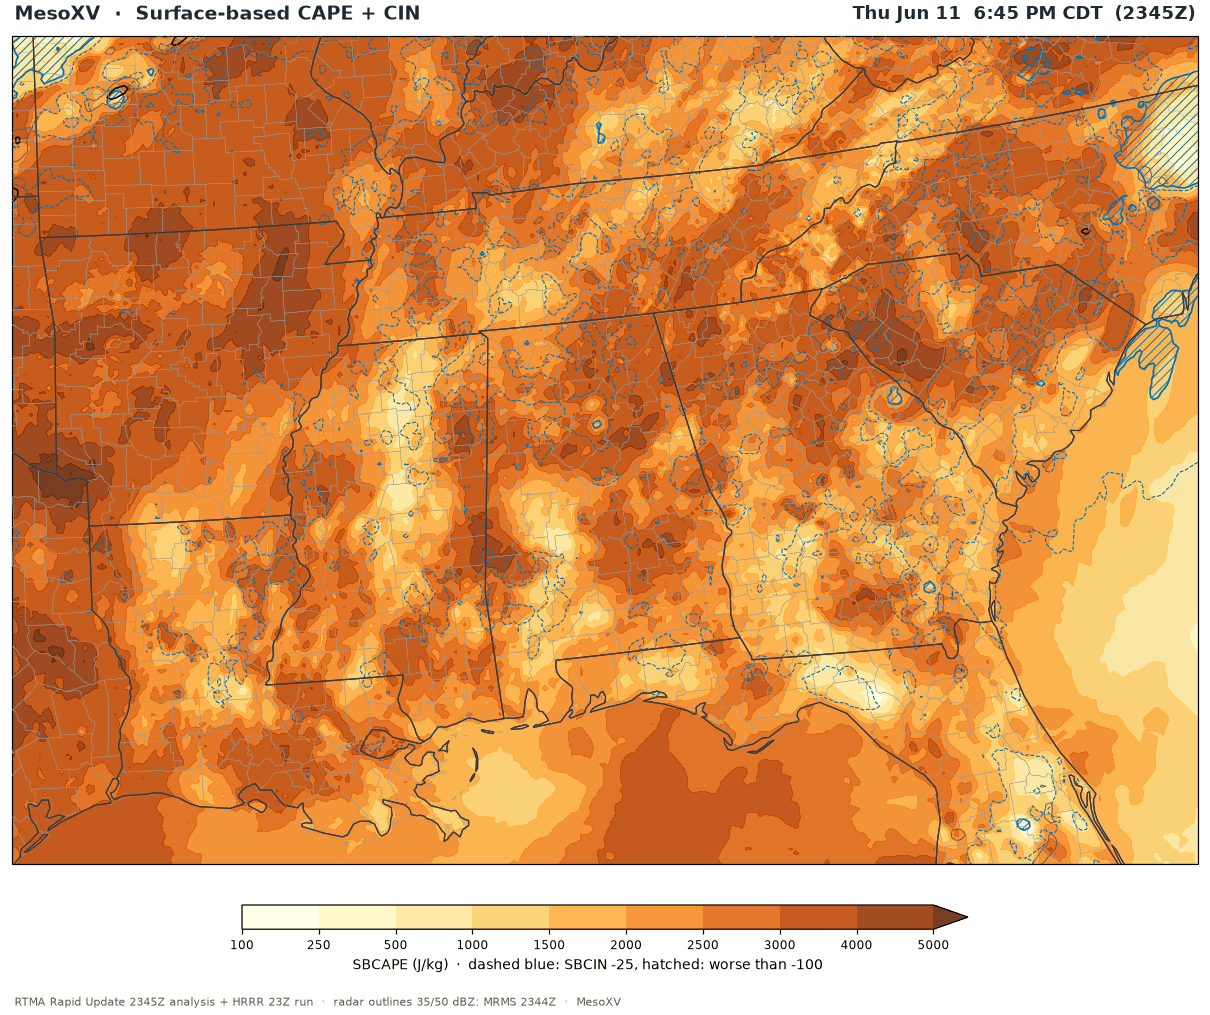 MesoXV · Surface-based CAPE + CIN
Thu Jun 11 6:45 PM CDT (2345Z)
100 250 500 1000 1500 2000 2500 3000 4000 5000
SBCAPE (J/kg) · dashed blue: SBCIN -25, hatched: worse than -100
RTMA Rapid Update 2345Z analysis + HRRR 23Z run · radar outlines 35/50 dBZ: MRMS 2344Z · MesoXV